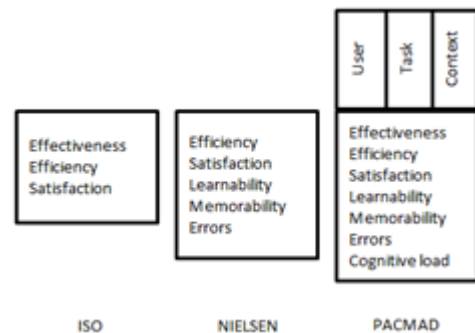 User
Task
Context
Effectiveness
Efficiency
Satisfaction
Efficiency
Satisfaction
Learnability
Memorability
Errors
Effectiveness
Efficiency
Satisfaction
Learnability
Memorability
Errors
Cognitive load
ISO
NIELSEN
PACMAD